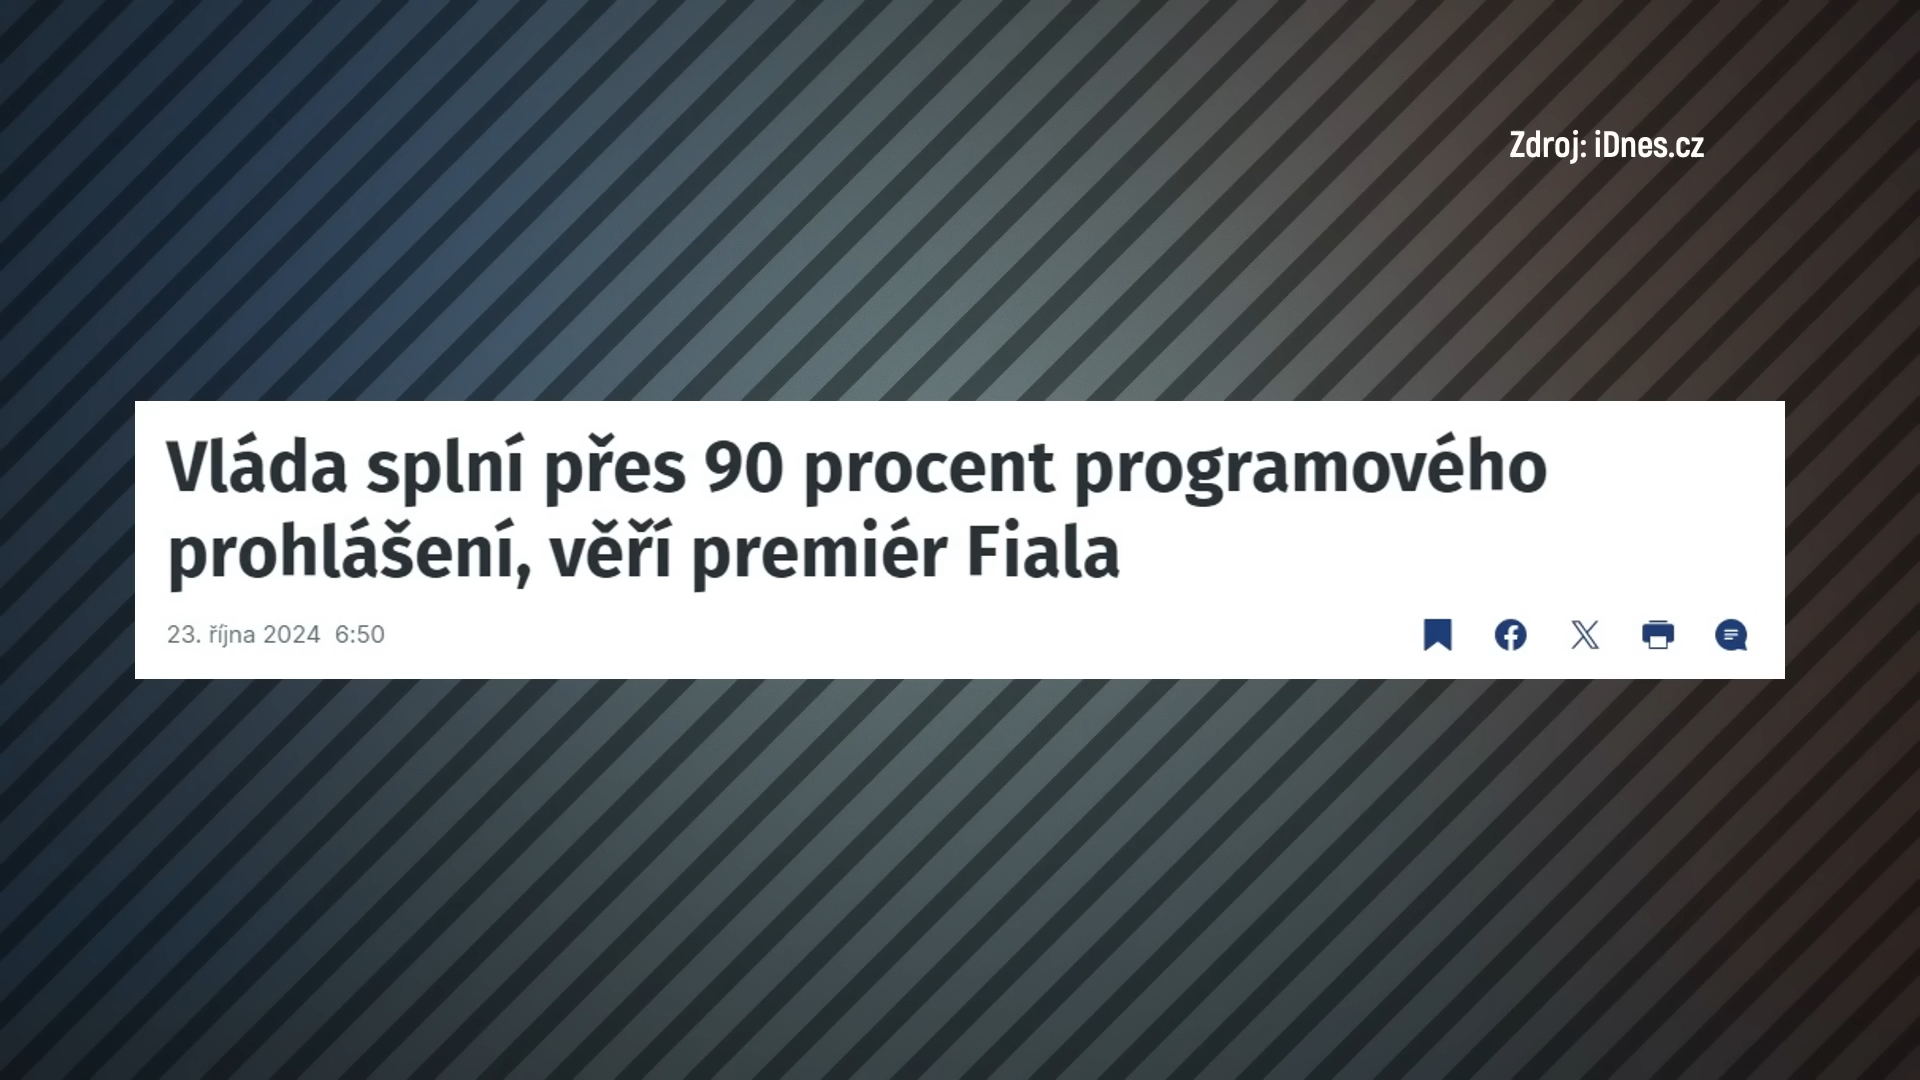 Zdroj: iDnes.cz
Vláda splní přes 90 procent programového
prohlášení, věří premiér Fiala
23. října 2024 6:50